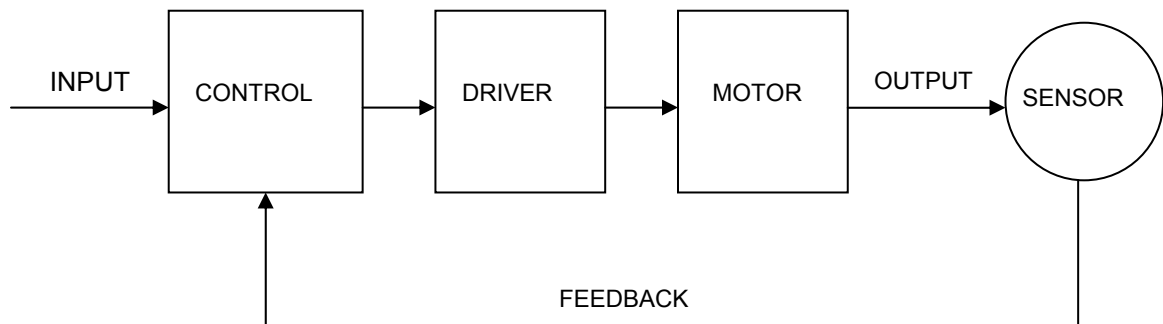 INPUT
CONTROL
DRIVER
MOTOR
OUTPUT
SENSOR
FEEDBACK